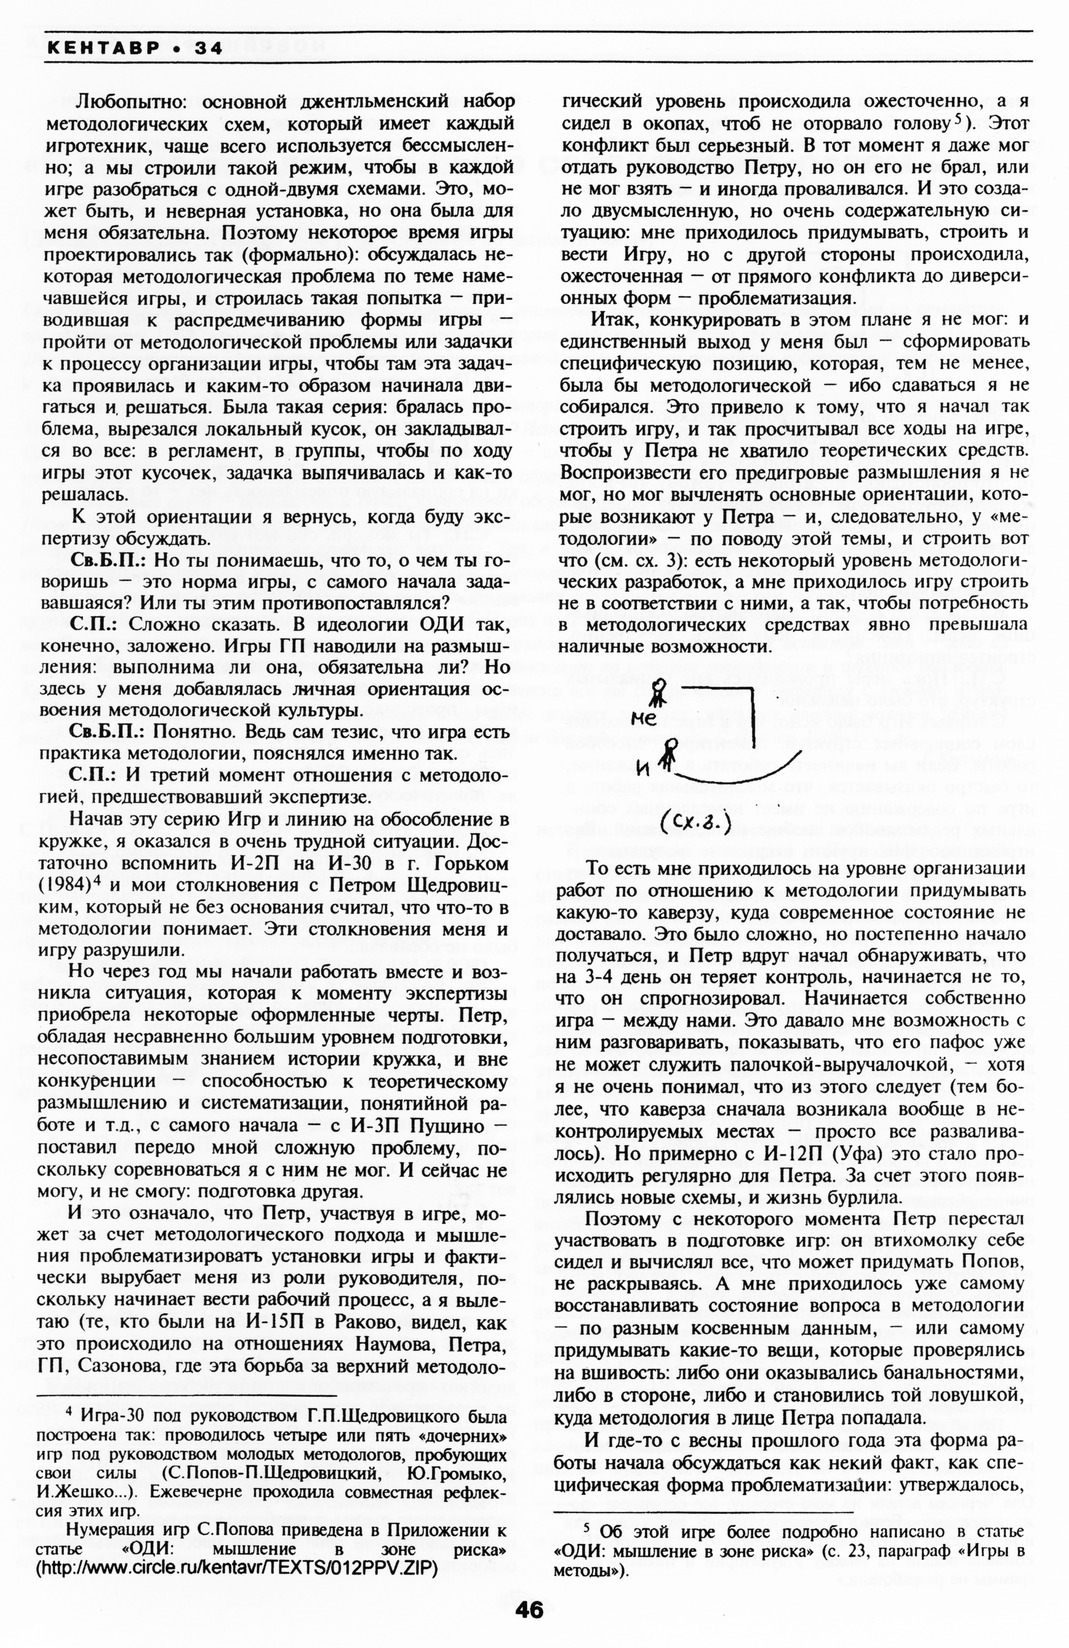 КЕНТАВР • 34
Любопытно: основной джентльменский набор
методологических схем, который имеет каждый
игротехник, чаще всего используется бессмыслен-
но; а мы строили такой режим, чтобы в каждой
игре разобраться с одной-двумя схемами. Это, мо-
жет быть, и неверная установка, но она была для
меня обязательна. Поэтому некоторое время игры
проектировались так (формально): обсуждалась не-
которая методологическая проблема по теме наме-
чавшейся игры, и строилась такая попытка — при-
водившая к распредмечиванию формы игры —
пройти от методологической проблемы или задачки
к процессу организации игры, чтобы там эта задач-
ка проявилась и каким-то образом начинала дви-
гаться и решаться. Была такая серия: бралась про-
блема, вырезался локальный кусок, он закладывал-
ся во все: в регламент, в группы, чтобы по ходу
игры этот кусочек, задачка выпячивалась и как-то
решалась.
К этой ориентации я вернусь, когда буду экс-
пертизу обсуждать.
Св.Б.П.: Но ты понимаешь, что то, о чем ты го-
воришь — это норма игры, с самого начала зада-
вавшаяся? Или ты этим противопоставлялся?
С.П.: Сложно сказать. В идеологии ОДИ так,
конечно, заложено. Игры ГП наводили на размыш-
ления: выполнима ли она, обязательна ли? Но
здесь у меня добавлялась личная ориентация ос-
воения методологической культуры.
Св.Б.П.: Понятно. Ведь сам тезис, что игра есть
практика методологии, пояснялся именно так.
С.П.: И третий момент отношения с методоло-
гией, предшествовавший экспертизе.
Начав эту серию Игр и линию на обособление в
кружке, я оказался в очень трудной ситуации. Дос-
таточно вспомнить И-2П на И-30 в г. Горьком
(1984)⁴ и мои столкновения с Петром Щедровиц-
ким, который не без основания считал, что что-то в
методологии понимает. Эти столкновения меня и
игру разрушили.
Но через год мы начали работать вместе и воз-
никла ситуация, которая к моменту экспертизы
приобрела некоторые оформленные черты. Петр,
обладая несравненно большим уровнем подготовки,
несопоставимым знанием истории кружка, и вне
конкуренции — способностью к теоретическому
размышлению и систематизации, понятийной ра-
боте и т.д., с самого начала — с И-3П Пущино —
поставил передо мной сложную проблему, по-
скольку соревноваться я с ним не мог. И сейчас не
могу, и не смогу: подготовка другая.
И это означало, что Петр, участвуя в игре, мо-
жет за счет методологического подхода и мышле-
ния проблематизировать установки игры и факти-
чески вырубает меня из роли руководителя, по-
скольку начинает вести рабочий процесс, а я выле-
таю (те, кто были на И-15П в Раково, видел, как
это происходило на отношениях Наумова, Петра,
ГП, Сазонова, где эта борьба за верхний методоло-
⁴ Игра-30 под руководством Г.П.Щедровицкого была
построена так: проводилось четыре или пять «дочерних»
игр под руководством молодых методологов, пробующих
свои силы (С.Попов-П.Щедровицкий, Ю.Громыко,
И.Жешко...). Ежевечерне проходила совместная рефлек-
сия этих игр.
Нумерация игр С.Попова приведена в Приложении к
статье «ОДИ: мышление в зоне риска»
(http://www.circle.ru/kentavr/TEXTS/012PPV.ZIP)
гический уровень происходила ожесточенно, а я
сидел в окопах, чтоб не оторвало голову⁵). Этот
конфликт был серьезный. В тот момент я даже мог
отдать руководство Петру, но он его не брал, или
не мог взять — и иногда проваливался. И это созда-
ло двусмысленную, но очень содержательную си-
туацию: мне приходилось придумывать, строить и
вести Игру, но с другой стороны происходила,
ожесточенная — от прямого конфликта до диверси-
онных форм — проблематизация.
Итак, конкурировать в этом плане я не мог: и
единственный выход у меня был — сформировать
специфическую позицию, которая, тем не менее,
была бы методологической — ибо сдаваться я не
собирался. Это привело к тому, что я начал так
строить игру, и так просчитывал все ходы на игре,
чтобы у Петра не хватило теоретических средств.
Воспроизвести его предигровые размышления я не
мог, но мог вычленять основные ориентации, кото-
рые возникают у Петра — и, следовательно, у «ме-
тодологии» — по поводу этой темы, и строить вот
что (см. сх. 3): есть некоторый уровень методологи-
ческих разработок, а мне приходилось игру строить
не в соответствии с ними, а так, чтобы потребность
в методологических средствах явно превышала
наличные возможности.
ме
и
(сх.3.)
То есть мне приходилось на уровне организации
работ по отношению к методологии придумывать
какую-то каверзу, куда современное состояние не
доставало. Это было сложно, но постепенно начало
получаться, и Петр вдруг начал обнаруживать, что
на 3-4 день он теряет контроль, начинается не то,
что он спрогнозировал. Начинается собственно
игра — между нами. Это давало мне возможность с
ним разговаривать, показывать, что его пафос уже
не может служить палочкой-выручалочкой, — хотя
я не очень понимал, что из этого следует (тем бо-
лее, что каверза сначала возникала вообще в не-
контролируемых местах — просто все развалива-
лось). Но примерно с И-12П (Уфа) это стало про-
исходить регулярно для Петра. За счет этого появ-
лялись новые схемы, и жизнь бурлила.
Поэтому с некоторого момента Петр перестал
участвовать в подготовке игр: он втихомолку себе
сидел и вычислял все, что может придумать Попов,
не раскрываясь. А мне приходилось уже самому
восстанавливать состояние вопроса в методологии
— по разным косвенным данным, — или самому
придумывать какие-то вещи, которые проверялись
на вшивость: либо они оказывались банальностями,
либо в стороне, либо и становились той ловушкой,
куда методология в лице Петра попадала.
И где-то с весны прошлого года эта форма ра-
боты начала обсуждаться как некий факт, как спе-
цифическая форма проблематизации: утверждалось,
⁵ Об этой игре более подробно написано в статье
«ОДИ: мышление в зоне риска» (с. 23, параграф «Игры в
методы»).
46